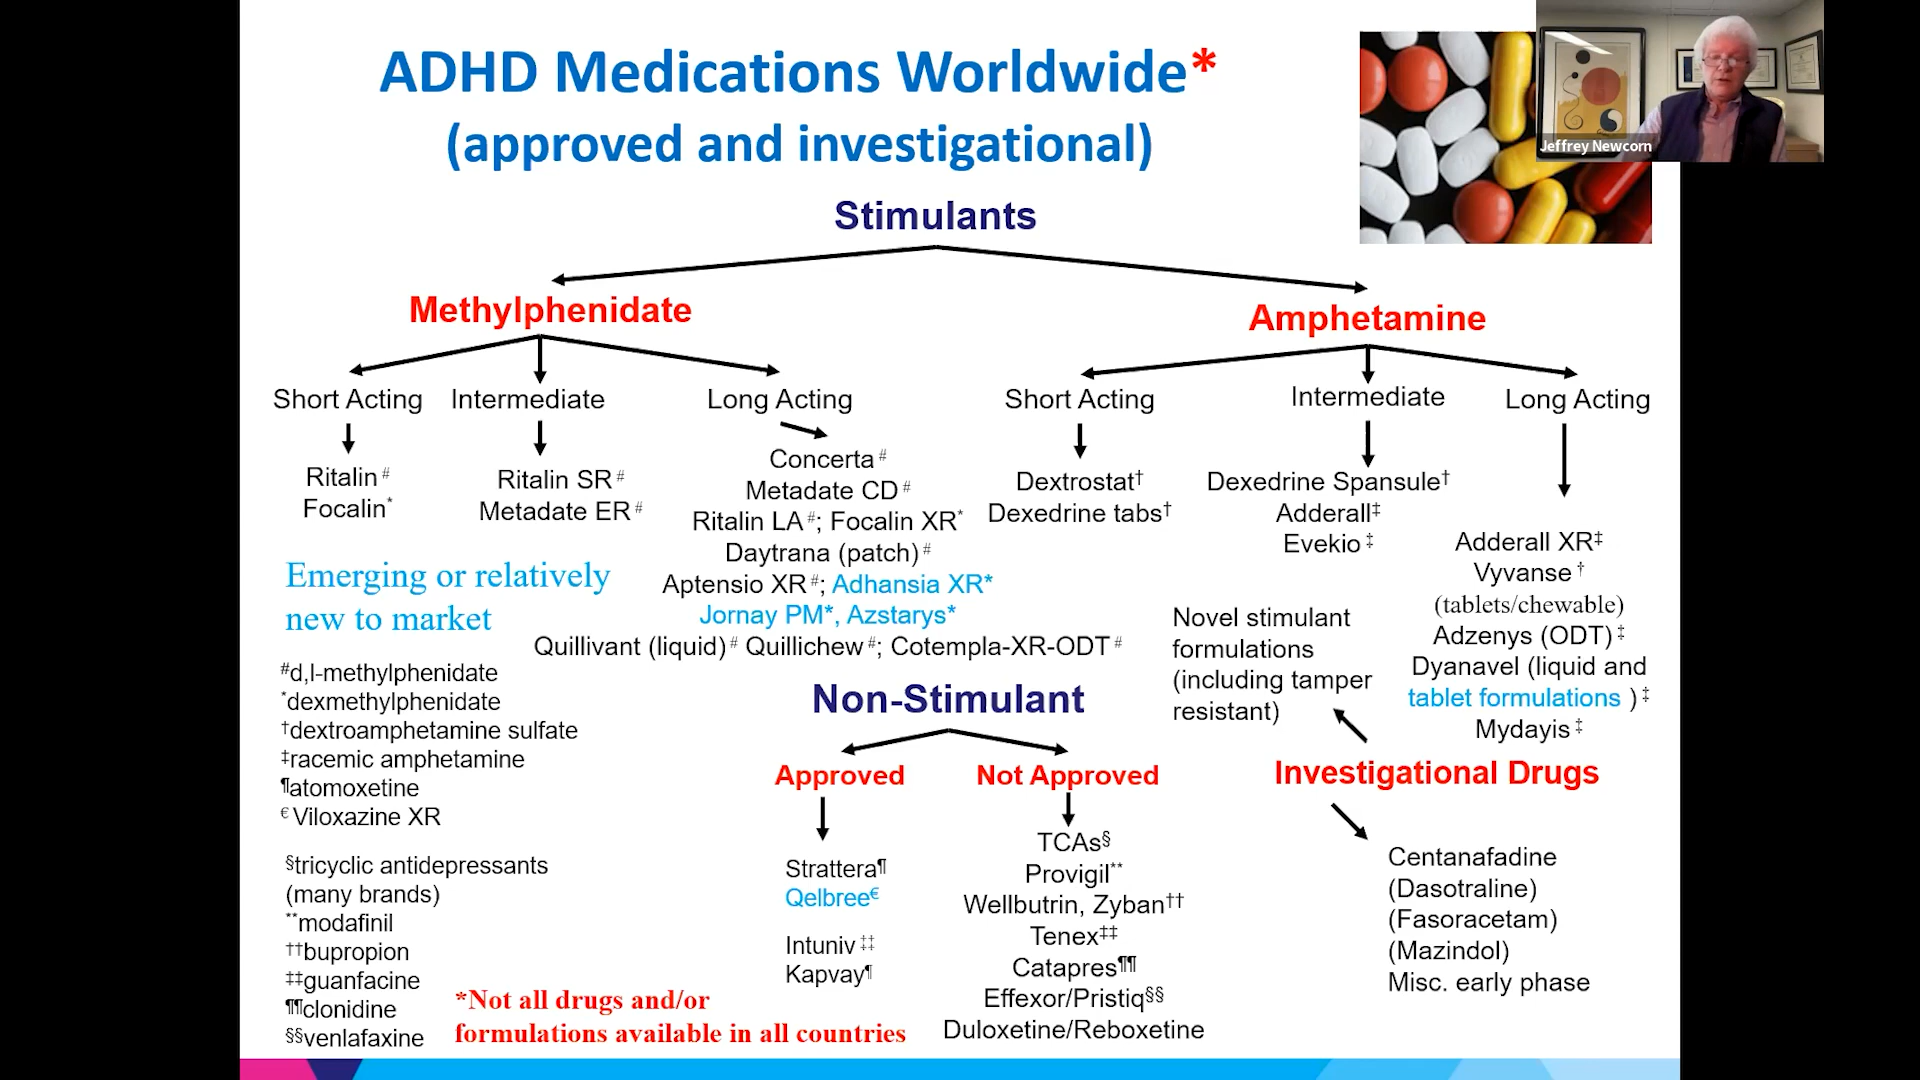 ADHD Medications Worldwide*
(approved and investigational)
Jeffrey Newcorn
Stimulants
Methylphenidate
Amphetamine
Short Acting
Intermediate
Long Acting
Short Acting
Intermediate
Long Acting
Ritalin#
Focalin*
Ritalin SR#
Metadate ER#
Concerta#
Metadate CD#
Ritalin LA#; Focalin XR*
Daytrana (patch)#
Aptensio XR#; Adhansia XR*
Jornay PM*, Azstarys*
Quillivant (liquid)# Quillichew#; Cotempla-XR-ODT#
Dextrostat†
Dexedrine tabs†
Dexedrine Spansule†
Adderall‡
Evekio‡
Adderall XR‡
Vyvanse†
(tablets/chewable)
Adzenys (ODT)‡
Dyanavel (liquid and
tablet formulations )‡
Mydayis‡
Emerging or relatively
new to market
#d,l-methylphenidate
*dexmethylphenidate
†dextroamphetamine sulfate
‡racemic amphetamine
¶atomoxetine
€Viloxazine XR
§tricyclic antidepressants
(many brands)
**modafinil
††bupropion
‡‡guanfacine
¶¶clonidine
§§venlafaxine
Non-Stimulant
Approved
Not Approved
Strattera¶
Qelbree€
Intuniv‡‡
Kapvay¶
TCAs§
Provigil**
Wellbutrin, Zyban††
Tenex‡‡
Catapres¶¶
Effexor/Pristiq§§
Duloxetine/Reboxetine
Novel stimulant
formulations
(including tamper
resistant)
Investigational Drugs
Centanafadine
(Dasotraline)
(Fasoracetam)
(Mazindol)
Misc. early phase
*Not all drugs and/or
formulations available in all countries